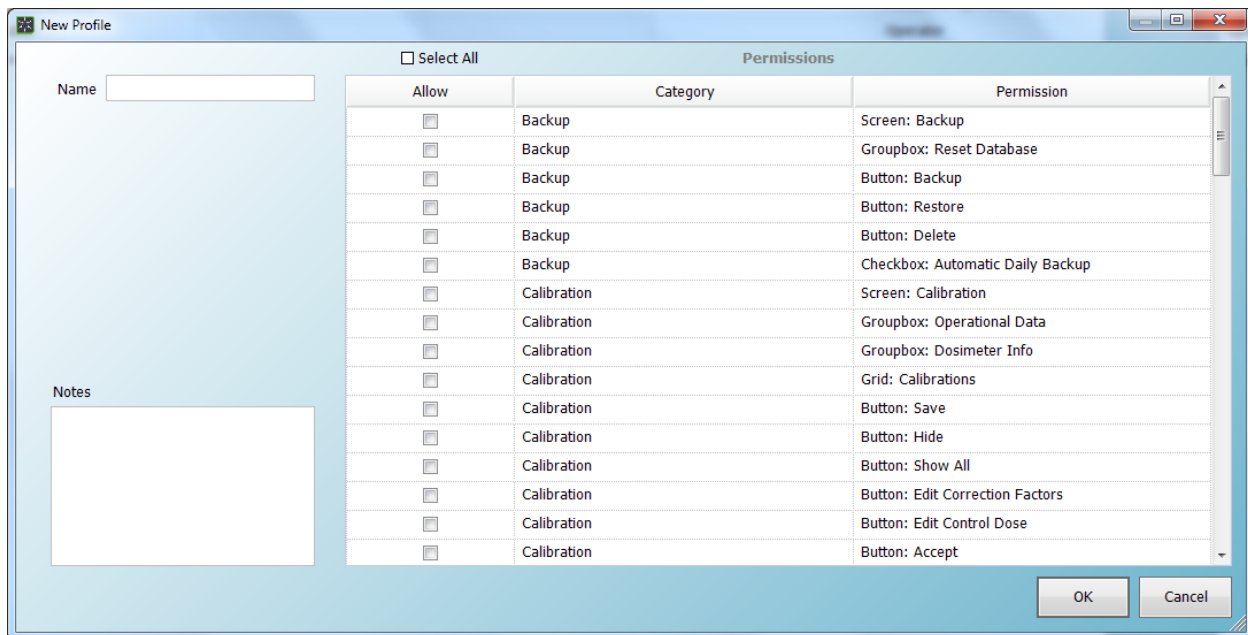 New Profile
Operator
Select All Permissions
Name
Allow Category Permission
Backup Screen: Backup
Backup Groupbox: Reset Database
Backup Button: Backup
Backup Button: Restore
Backup Button: Delete
Backup Checkbox: Automatic Daily Backup
Calibration Screen: Calibration
Calibration Groupbox: Operational Data
Calibration Groupbox: Dosimeter Info
Calibration Grid: Calibrations
Notes
Calibration Button: Save
Calibration Button: Hide
Calibration Button: Show All
Calibration Button: Edit Correction Factors
Calibration Button: Edit Control Dose
Calibration Button: Accept
OK Cancel